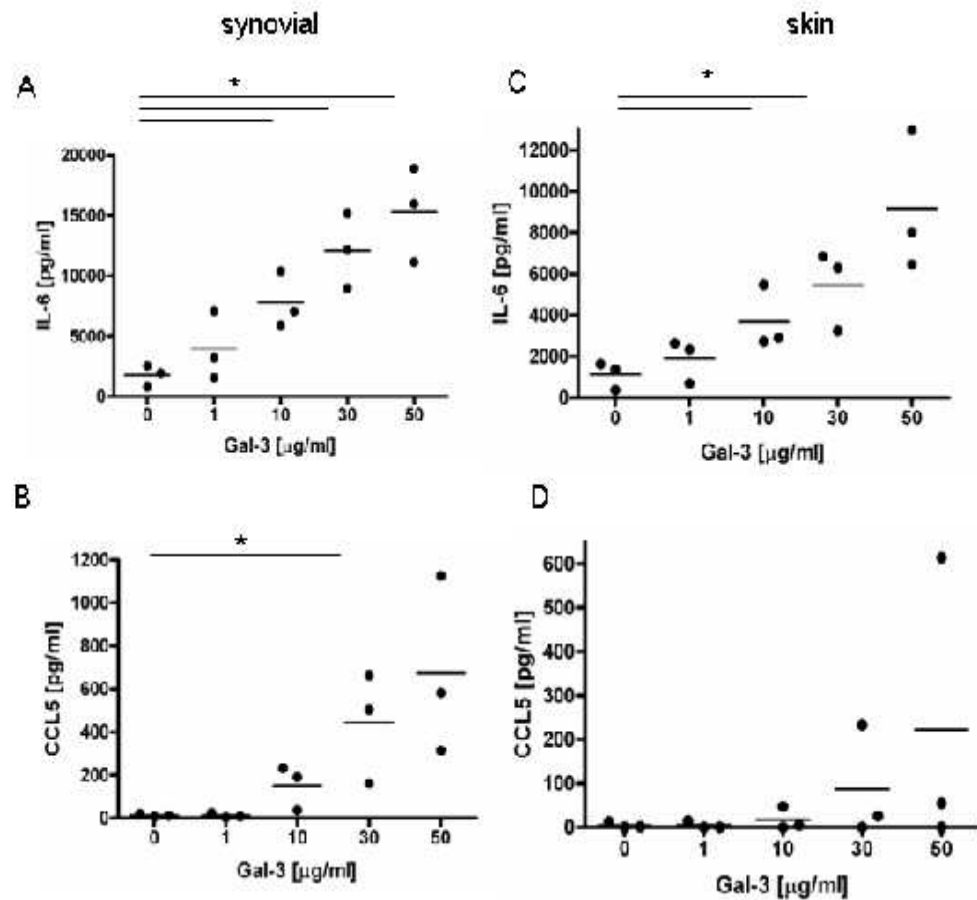 synovial
skin
A
*
20000
15000
10000
5000
0
IL-6 [pg/ml]
0 1 10 30 50
Gal-3 [µg/ml]
C
*
12000
10000
8000
6000
4000
2000
0
IL-6 [pg/ml]
0 1 10 30 50
Gal-3 [µg/ml]
B
*
1200
1000
800
600
400
200
0
CCL5 [pg/ml]
0 1 10 30 50
Gal-3 [µg/ml]
D
600
500
400
300
200
100
0
CCL5 [pg/ml]
0 1 10 30 50
Gal-3 [µg/ml]